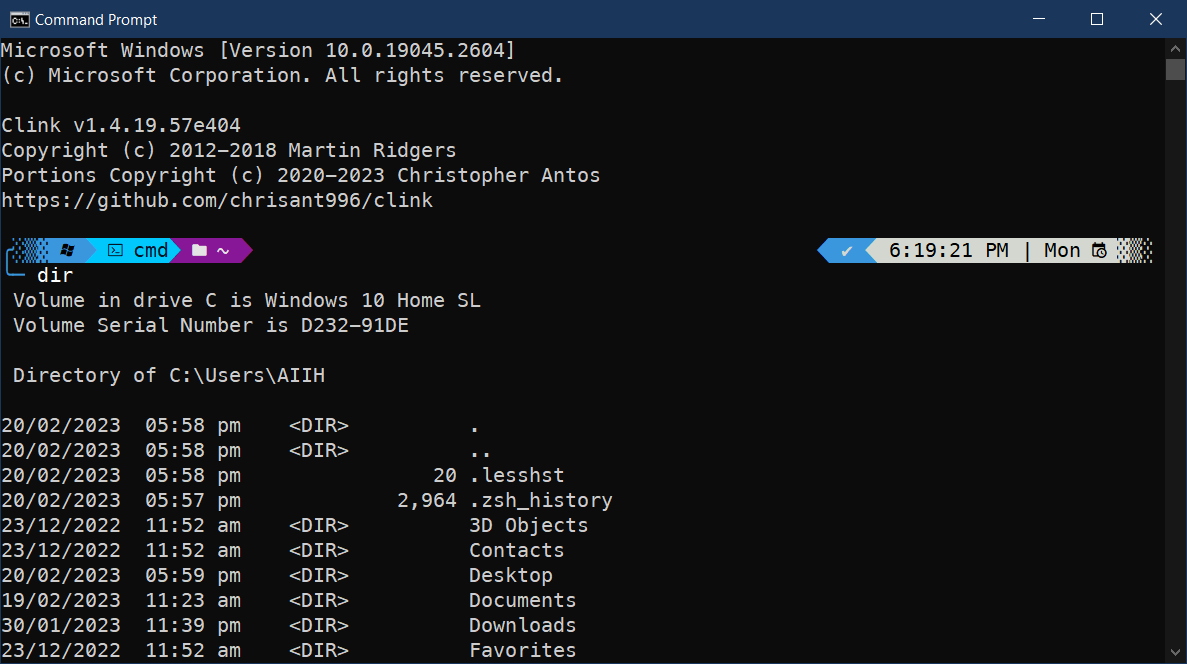 Command Prompt
Microsoft Windows [Version 10.0.19045.2604]
(c) Microsoft Corporation. All rights reserved.
Clink v1.4.19.57e404
Copyright (c) 2012-2018 Martin Ridgers
Portions Copyright (c) 2020-2023 Christopher Antos
https://github.com/chrisant996/clink
cmd ~ ✔ 6:19:21 PM | Mon
dir
Volume in drive C is Windows 10 Home SL
Volume Serial Number is D232-91DE
Directory of C:\Users\AIIH
20/02/2023 05:58 pm <DIR> .
20/02/2023 05:58 pm <DIR> ..
20/02/2023 05:58 pm 20 .lesshst
20/02/2023 05:57 pm 2,964 .zsh_history
23/12/2022 11:52 am <DIR> 3D Objects
23/12/2022 11:52 am <DIR> Contacts
20/02/2023 05:59 pm <DIR> Desktop
19/02/2023 11:23 am <DIR> Documents
30/01/2023 11:39 pm <DIR> Downloads
23/12/2022 11:52 am <DIR> Favorites